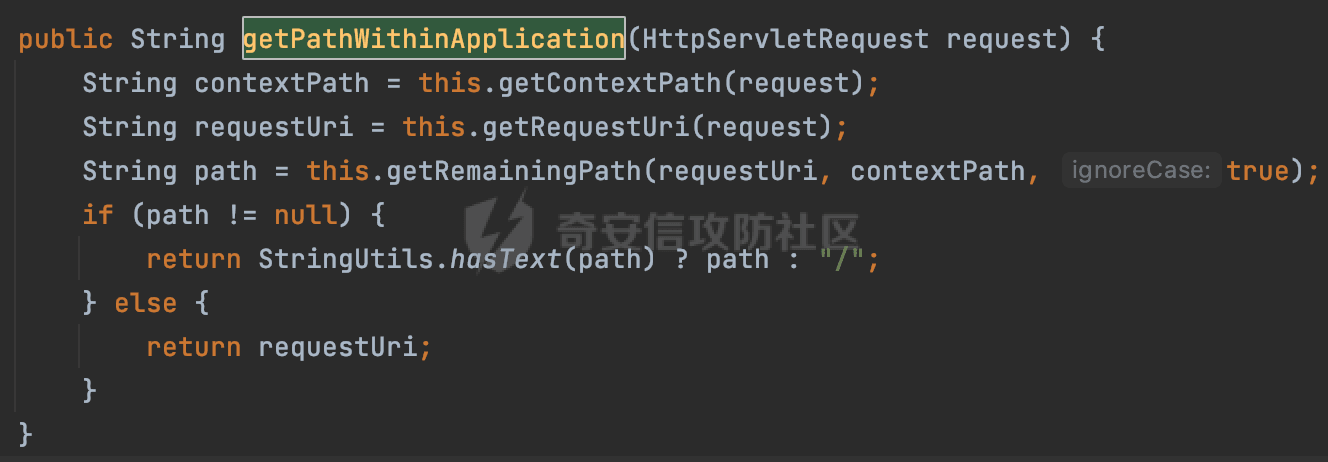 public String getPathWithinApplication(HttpServletRequest request) {
    String contextPath = this.getContextPath(request);
    String requestUri = this.getRequestUri(request);
    String path = this.getRemainingPath(requestUri, contextPath, ignoreCase: true);
    if (path != null) {
        return StringUtils.hasText(path) ? path : "/";
    } else {
        return requestUri;
    }
}
奇安信攻防社区